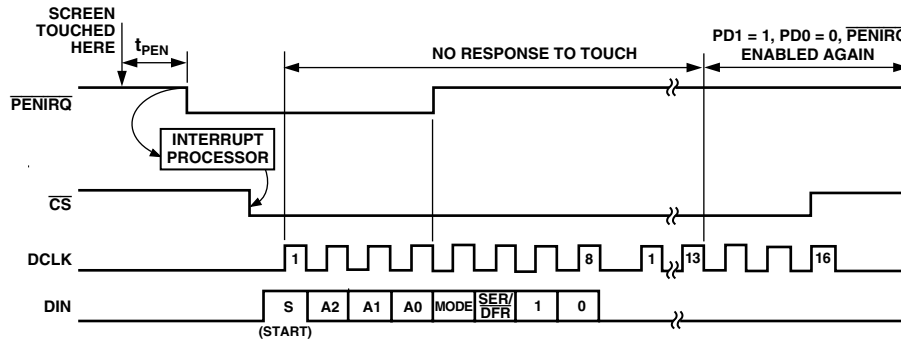 SCREEN
TOUCHED
HERE
tPEN
NO RESPONSE TO TOUCH
PD1 = 1, PD0 = 0, PENIRQ
ENABLED AGAIN
PENIRQ
INTERRUPT
PROCESSOR
CS
DCLK
1
8
1
13
16
DIN
S
A2
A1
A0
MODE
SER/
DFR
1
0
(START)